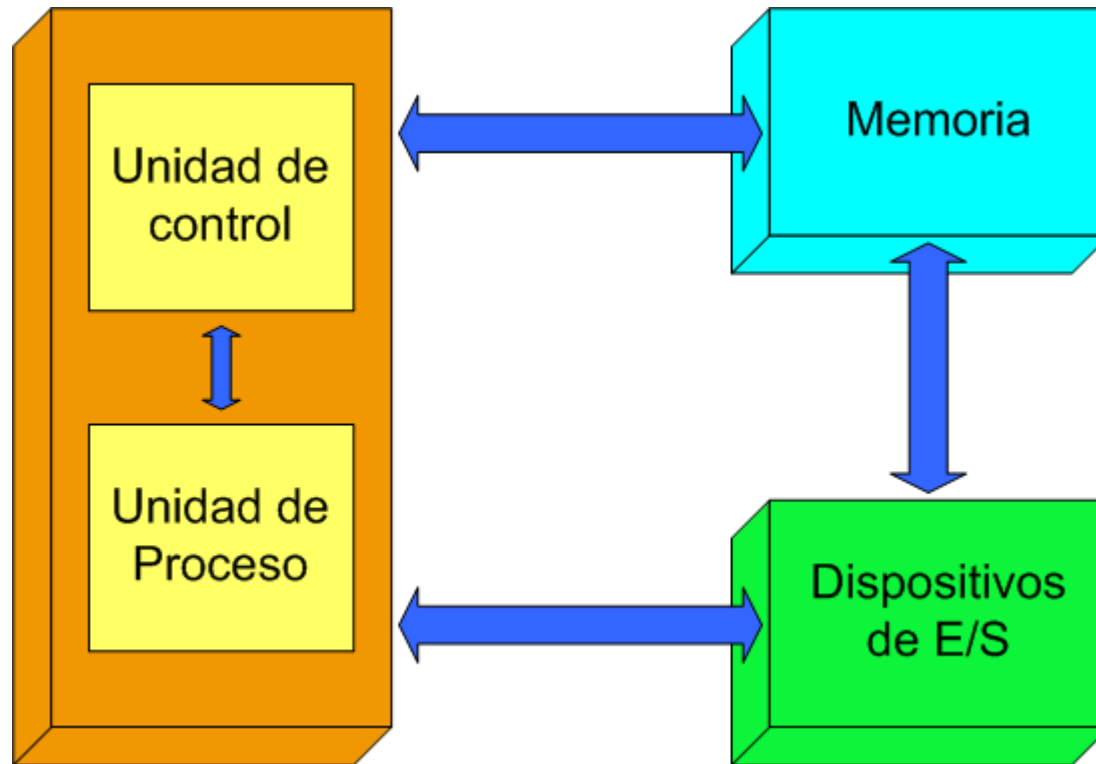 Unidad de
control
Unidad de
Proceso
Memoria
Dispositivos
de E/S